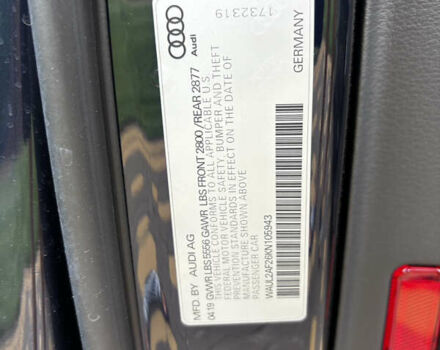 1732319
Audi
GERMANY
MFD. BY AUDI AG
04.19 GVWR LBS 5556 GAWR LBS FRONT 2800/REAR 2877
THIS VEHICLE CONFORMS TO ALL APPLICABLE U.S.
FEDERAL MOTOR VEHICLE SAFETY, BUMPER AND THEFT
PREVENTION STANDARDS IN EFFECT ON THE DATE OF
MANUFACTURE SHOWN ABOVE
PASSENGER CAR
WAUL2AF26KN105943